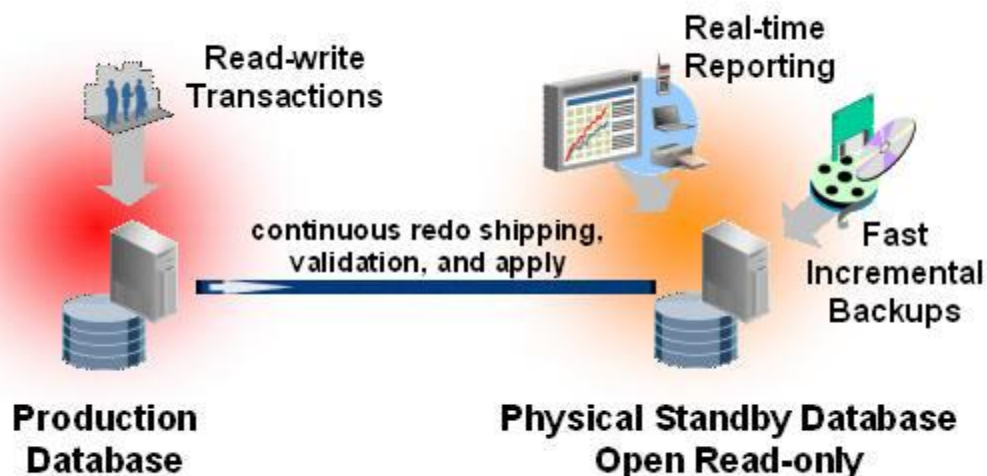 Read-write
Transactions
Real-time
Reporting
continuous redo shipping,
validation, and apply
Fast
Incremental
Backups
Production
Database
Physical Standby Database
Open Read-only